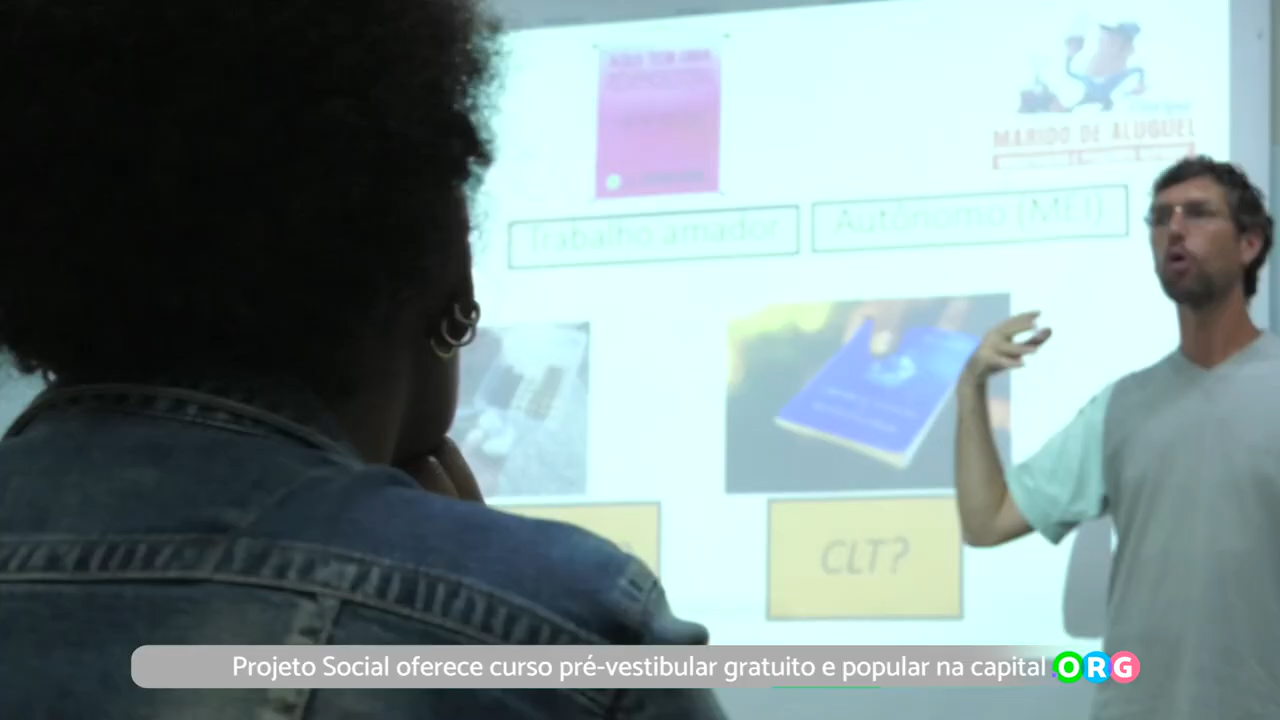 MARIDO DE ALUGUEL
Trabalho amador
Autônomo (MEI)
CLT?
Projeto Social oferece curso pré-vestibular gratuito e popular na capital
.ORG